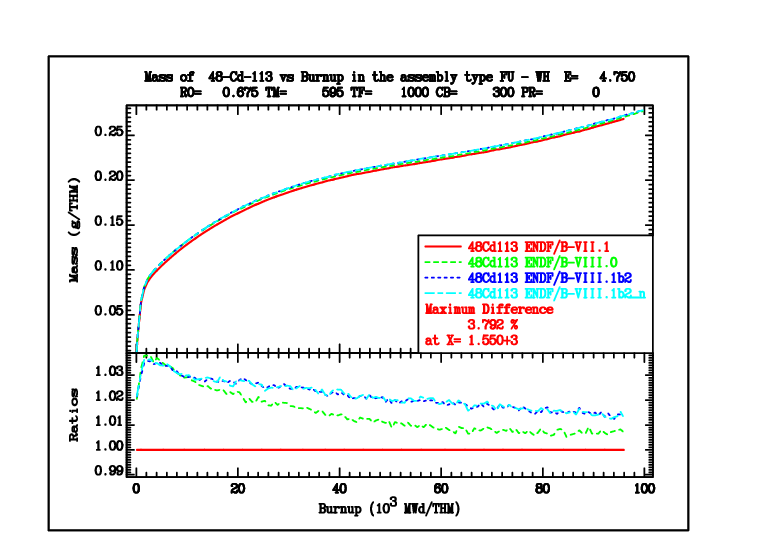 Mass of 48-Cd-113 vs Burnup in the assembly type FU - WH E= 4.750
RO= 0.675 TM= 595 TF= 1000 CB= 300 PR= 0
Mass (g/THM)
0.25
0.20
0.15
0.10
0.05
48Cd113 ENDF/B-VII.1
48Cd113 ENDF/B-VIII.0
48Cd113 ENDF/B-VIII.1b2
48Cd113 ENDF/B-VIII.1b2_n
Maximum Difference
3.792 %
at X= 1.550+3
Ratios
1.03
1.02
1.01
1.00
0.99
0 20 40 60 80 100
Burnup (103 MWd/THM)